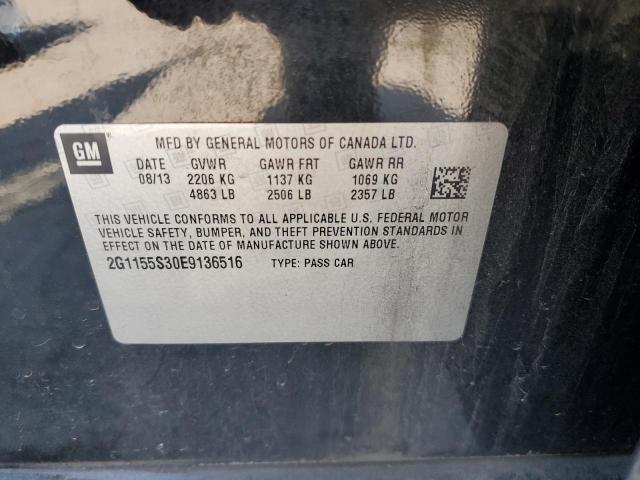 GM
MFD BY GENERAL MOTORS OF CANADA LTD.
DATE GVWR GAWR FRT GAWR RR
08/13 2206 KG 1137 KG 1069 KG
4863 LB 2506 LB 2357 LB
THIS VEHICLE CONFORMS TO ALL APPLICABLE U.S. FEDERAL MOTOR
VEHICLE SAFETY, BUMPER, AND THEFT PREVENTION STANDARDS IN
EFFECT ON THE DATE OF MANUFACTURE SHOWN ABOVE.
2G1155S30E9136516 TYPE: PASS CAR